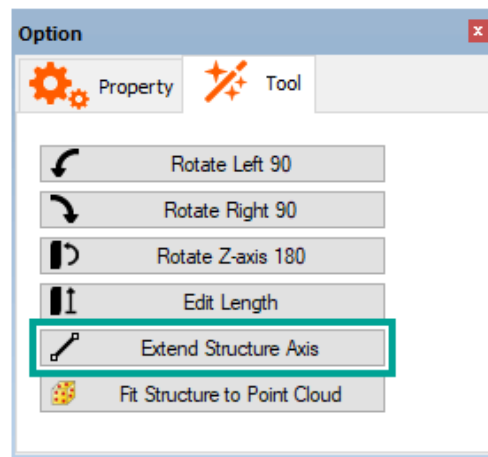 Option
Property Tool
Rotate Left 90
Rotate Right 90
Rotate Z-axis 180
Edit Length
Extend Structure Axis
Fit Structure to Point Cloud